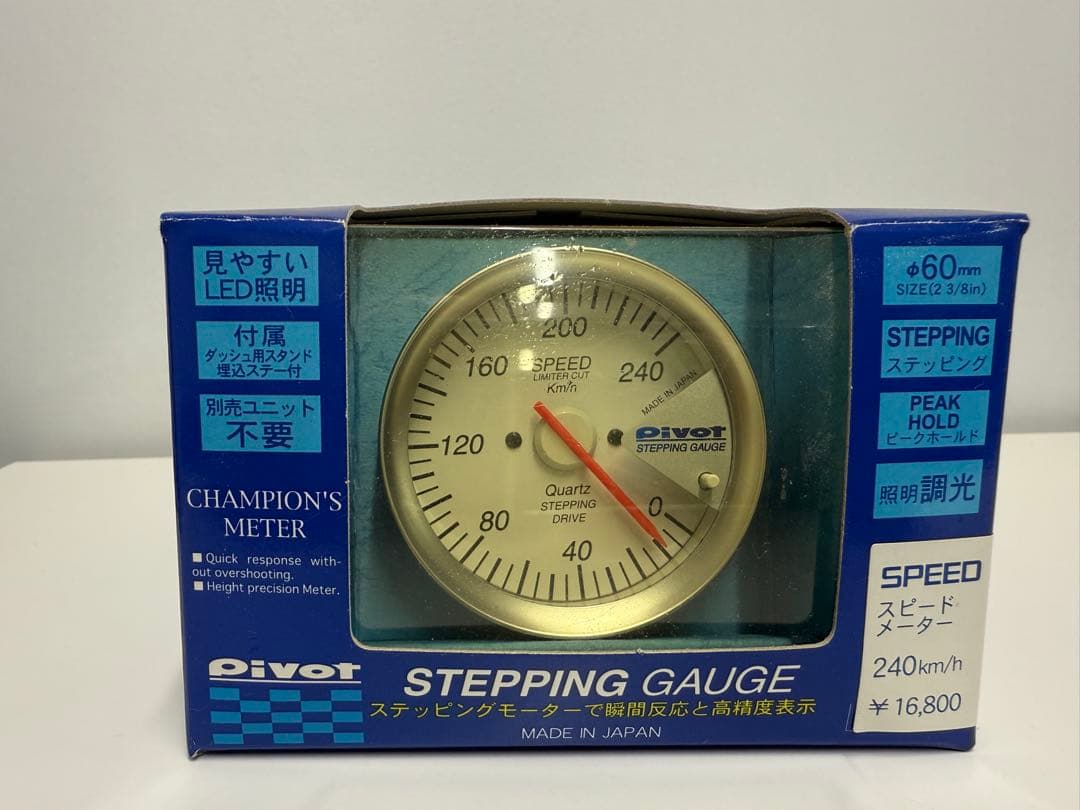 見やすい
LED照明
付属
ダッシュ用スタンド
埋込ステー付
別売ユニット
不要
CHAMPION'S
METER
■ Quick response with-
out overshooting.
■ Height precision Meter.
Pivot
200
160
SPEED
LIMITER CUT
Km/h
240
MADE IN JAPAN
120
Pivot
STEPPING GAUGE
Quartz
STEPPING
DRIVE
80
0
40
φ60mm
SIZE(2 3/8in)
STEPPING
ステッピング
PEAK
HOLD
ピークホールド
照明調光
SPEED
スピード
メーター
240km/h
¥16,800
STEPPING GAUGE
ステッピングモーターで瞬間反応と高精度表示
MADE IN JAPAN